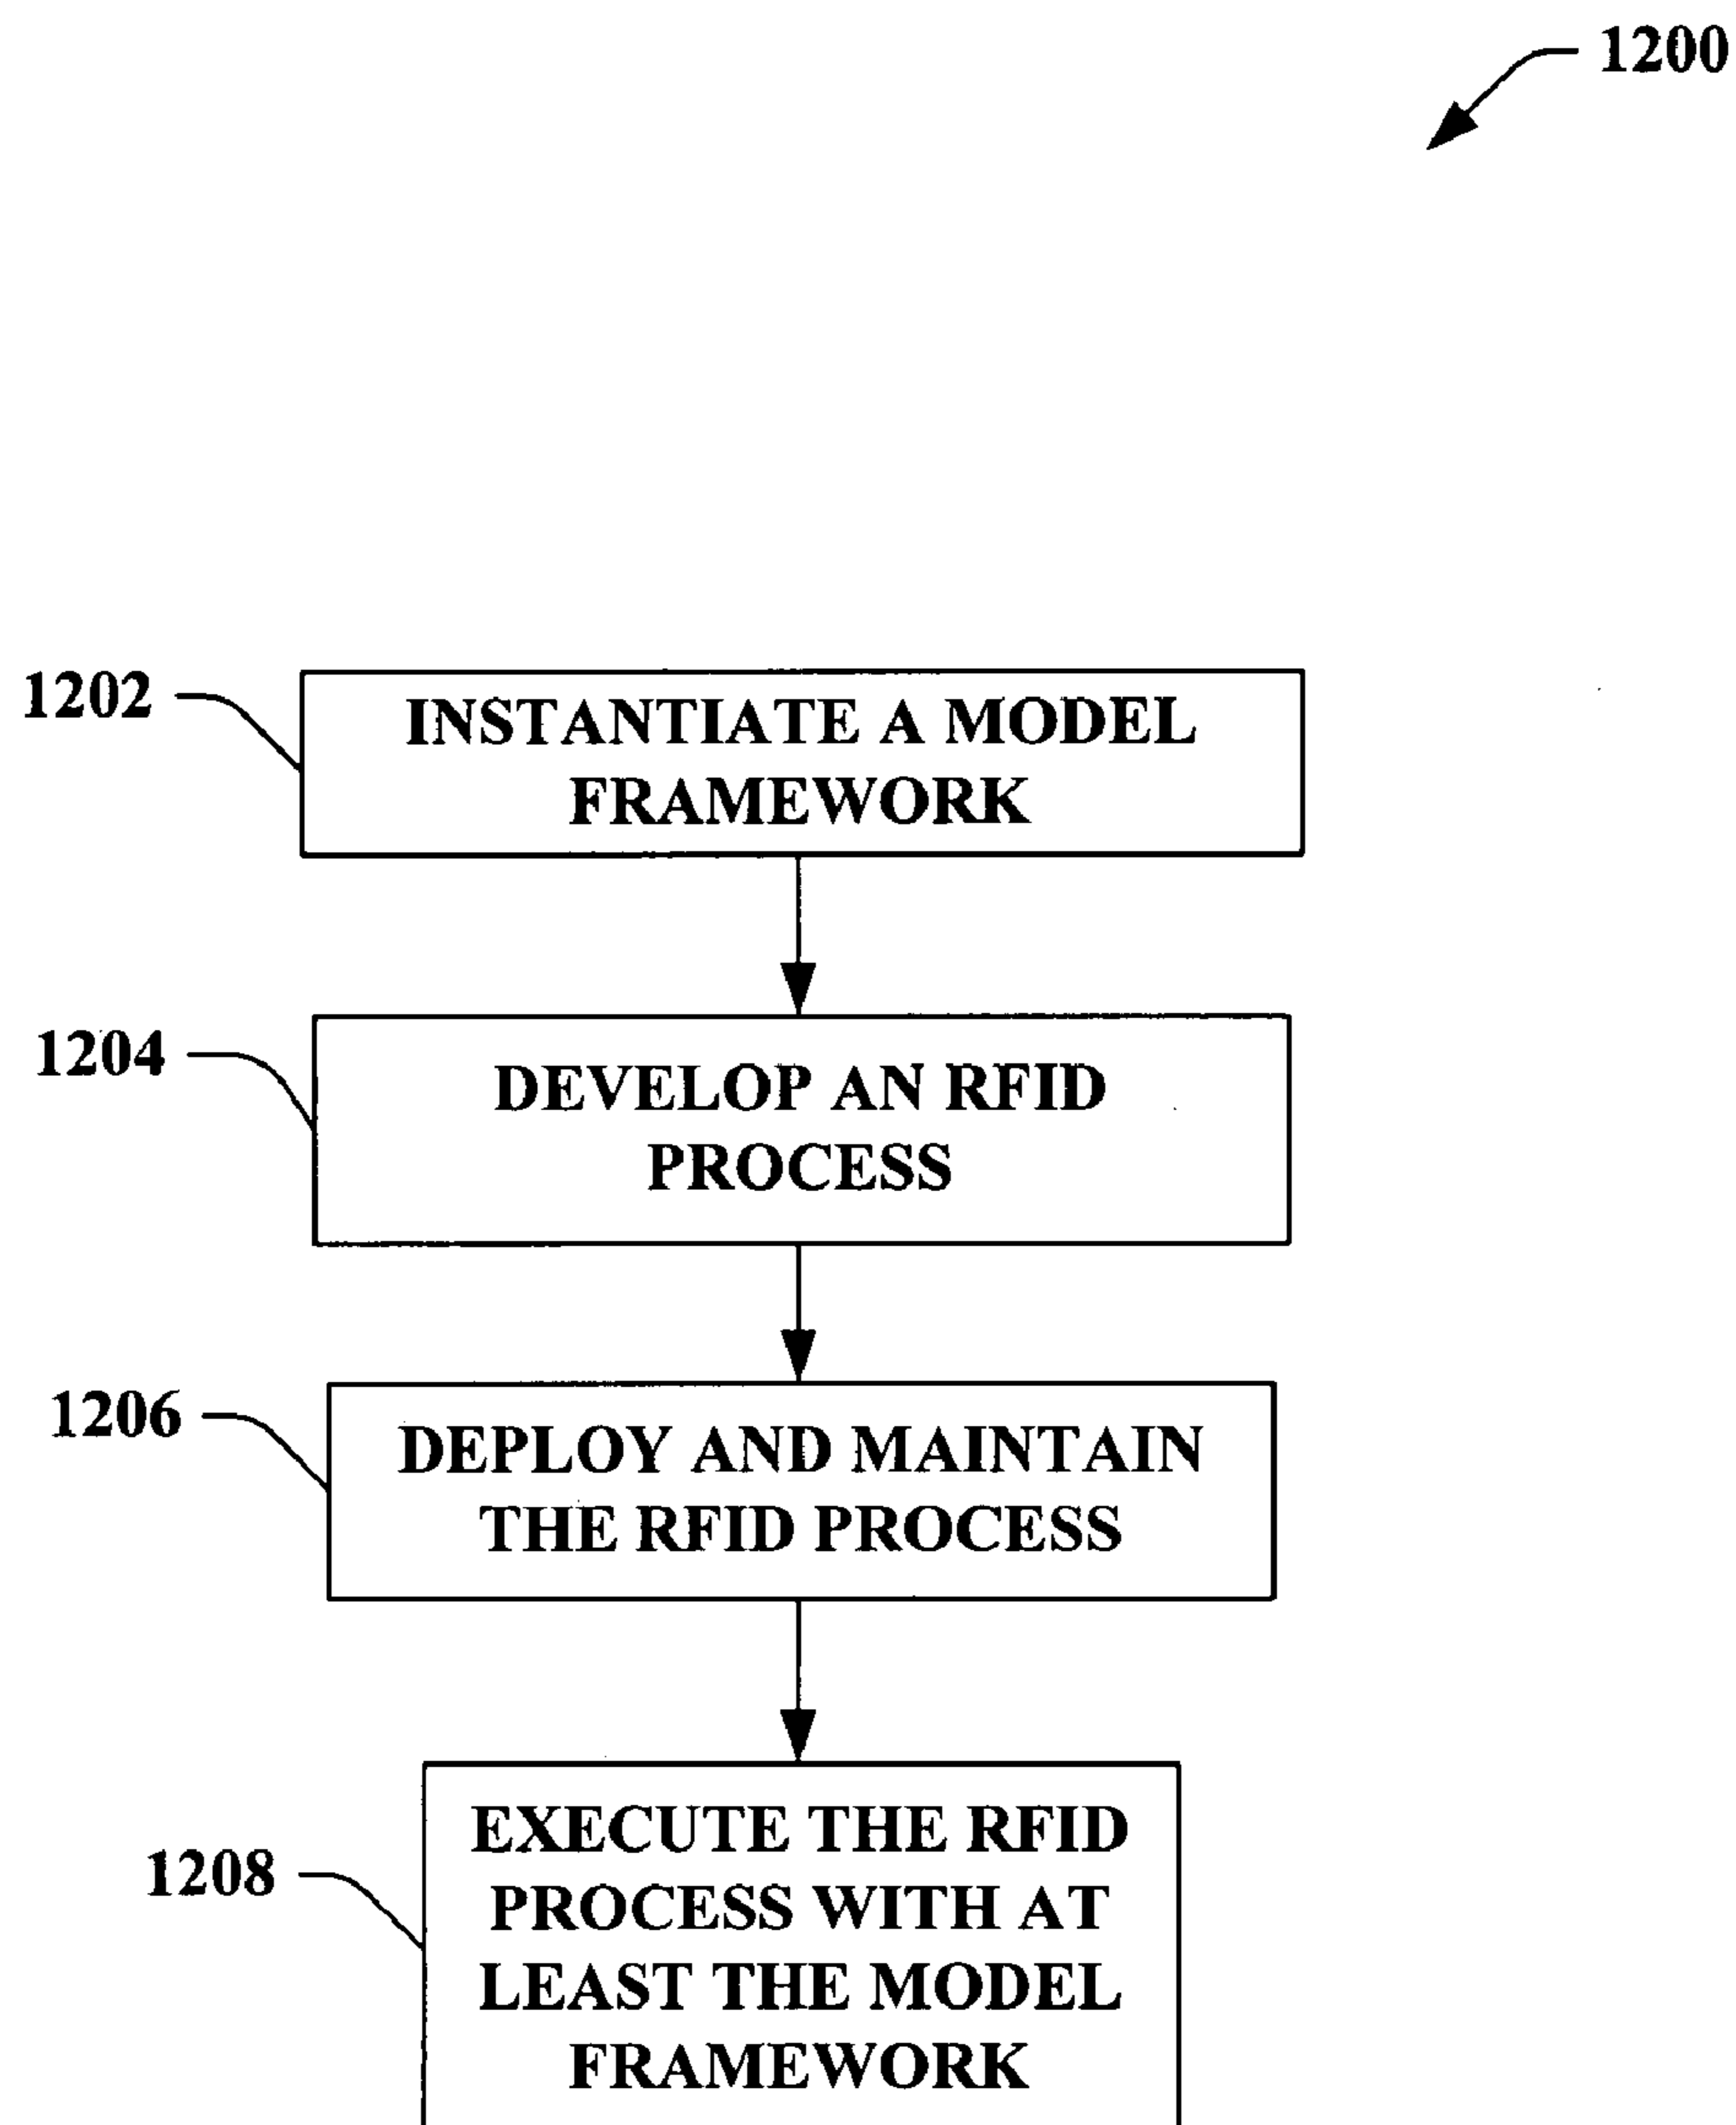 1200
1202
INSTANTIATE A MODEL
FRAMEWORK
1204
DEVELOP AN RFID
PROCESS
1206
DEPLOY AND MAINTAIN
THE RFID PROCESS
1208
EXECUTE THE RFID
PROCESS WITH AT
LEAST THE MODEL
FRAMEWORK